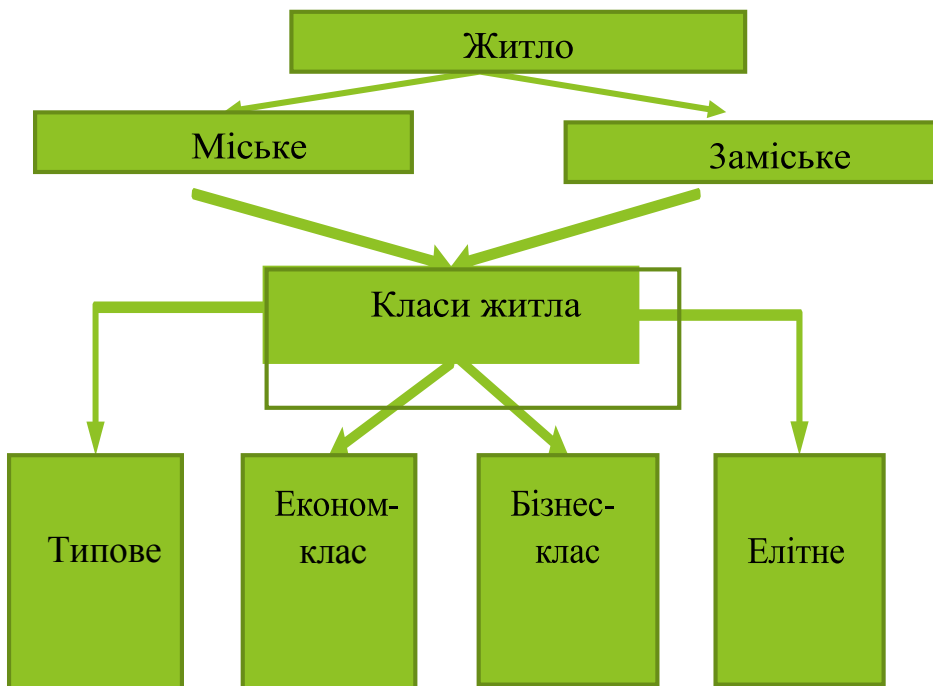 Житло
Міське
Заміське
Класи житла
Типове
Економ-
клас
Бізнес-
клас
Елітне